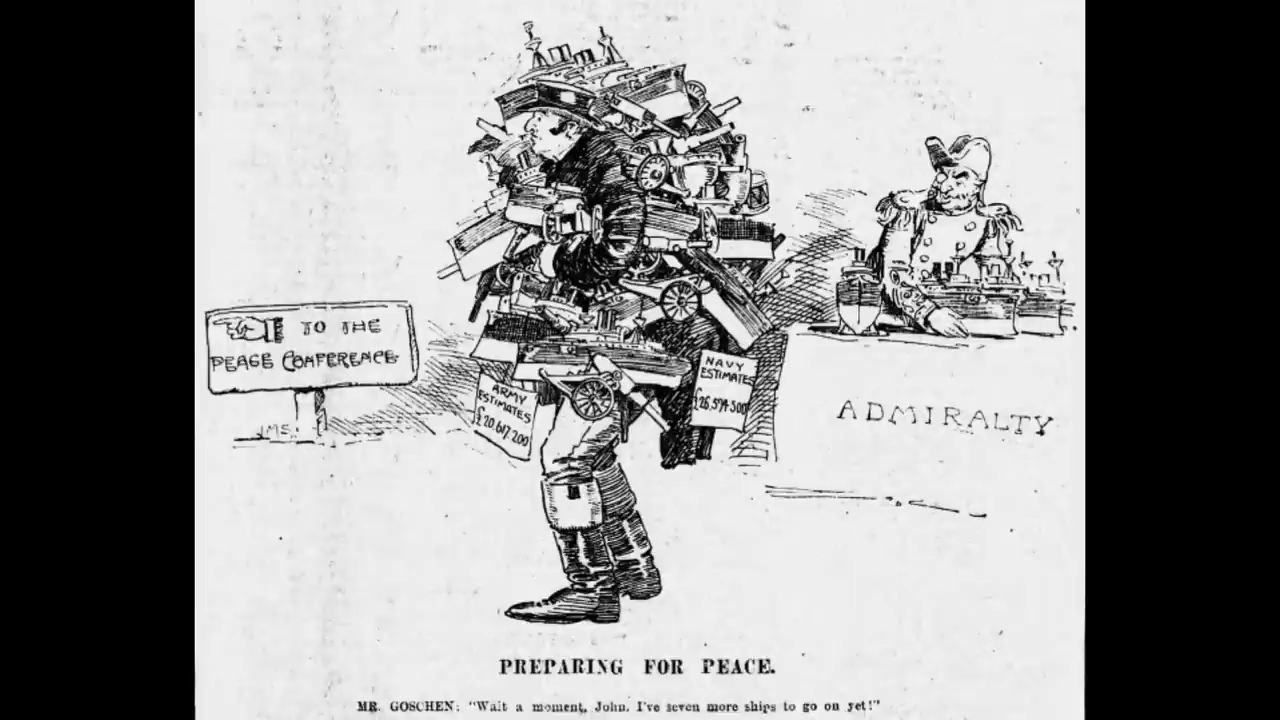 TO THE
PEACE CONFERENCE
JMS.
ARMY
ESTIMATES
£20,617,200
NAVY
ESTIMATES
£26,594,500
ADMIRALTY
PREPARING FOR PEACE.
MR. GOSCHEN: "Wait a moment, John. I've seven more ships to go on yet!"